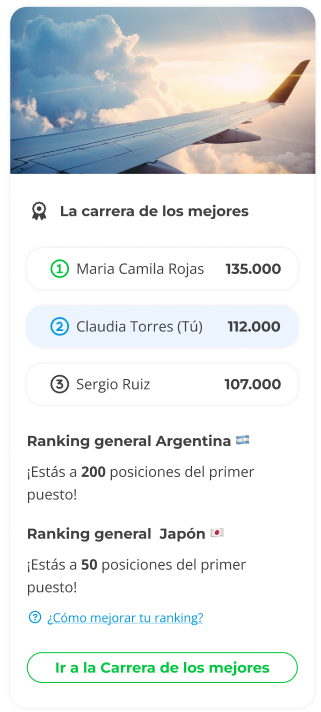 La carrera de los mejores
1 Maria Camila Rojas 135.000
2 Claudia Torres (Tú) 112.000
3 Sergio Ruiz 107.000
Ranking general Argentina
¡Estás a 200 posiciones del primer
puesto!
Ranking general Japón
¡Estás a 50 posiciones del primer
puesto!
? ¿Cómo mejorar tu ranking?
Ir a la Carrera de los mejores